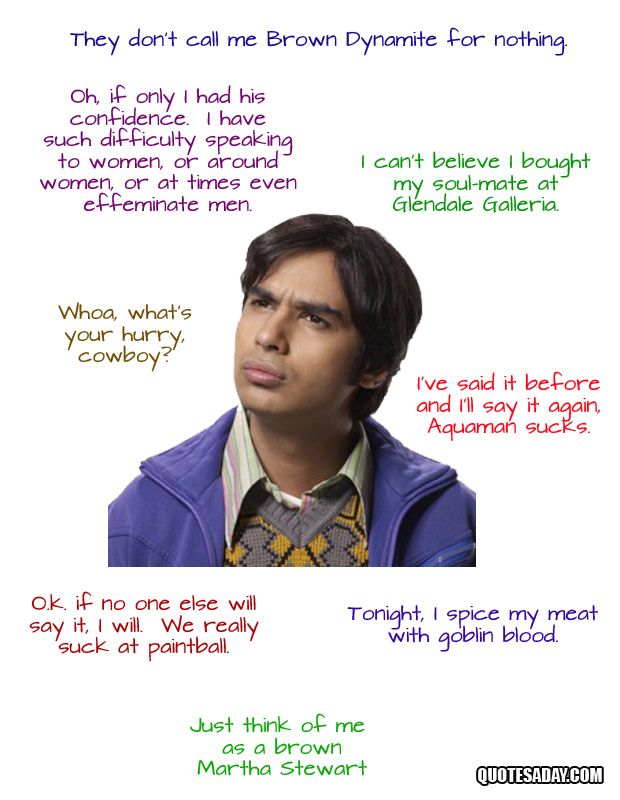 They don't call me Brown Dynamite for nothing.
Oh, if only I had his
confidence. I have
such difficulty speaking
to women, or around
women, or at times even
effeminate men.
I can't believe I bought
my soul-mate at
Glendale Galleria.
Whoa, what's
your hurry,
cowboy?
I've said it before
and I'll say it again,
Aquaman sucks.
O.k. if no one else will
say it, I will. We really
suck at paintball.
Tonight, I spice my meat
with goblin blood.
Just think of me
as a brown
Martha Stewart
QUOTESADAY.COM